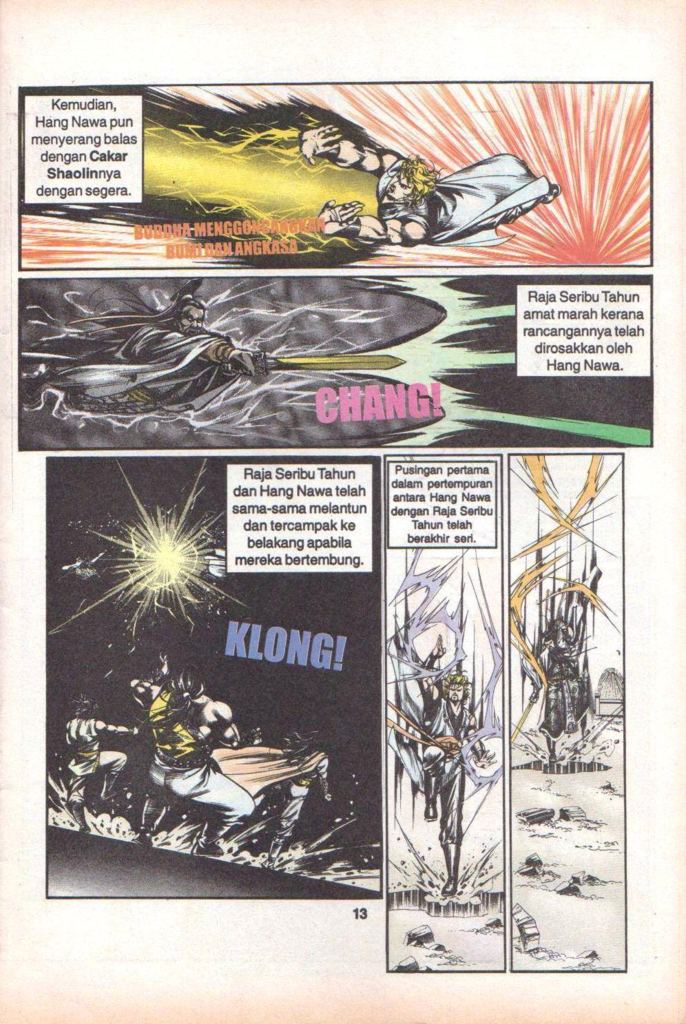 Kemudian,
Hang Nawa pun
menyerang balas
dengan Cakar
Shaolinnya
dengan segera.
BUDDHA MENGGONCANGKAN
BUMI DAN ANGKASA
Raja Seribu Tahun
amat marah kerana
rancangannya telah
dirosakkan oleh
Hang Nawa.
CHANG!
Raja Seribu Tahun
dan Hang Nawa telah
sama-sama melantun
dan tercampak ke
belakang apabila
mereka bertembung.
KLONG!
Pusingan pertama
dalam pertempuran
antara Hang Nawa
dengan Raja Seribu
Tahun telah
berakhir seri.
13